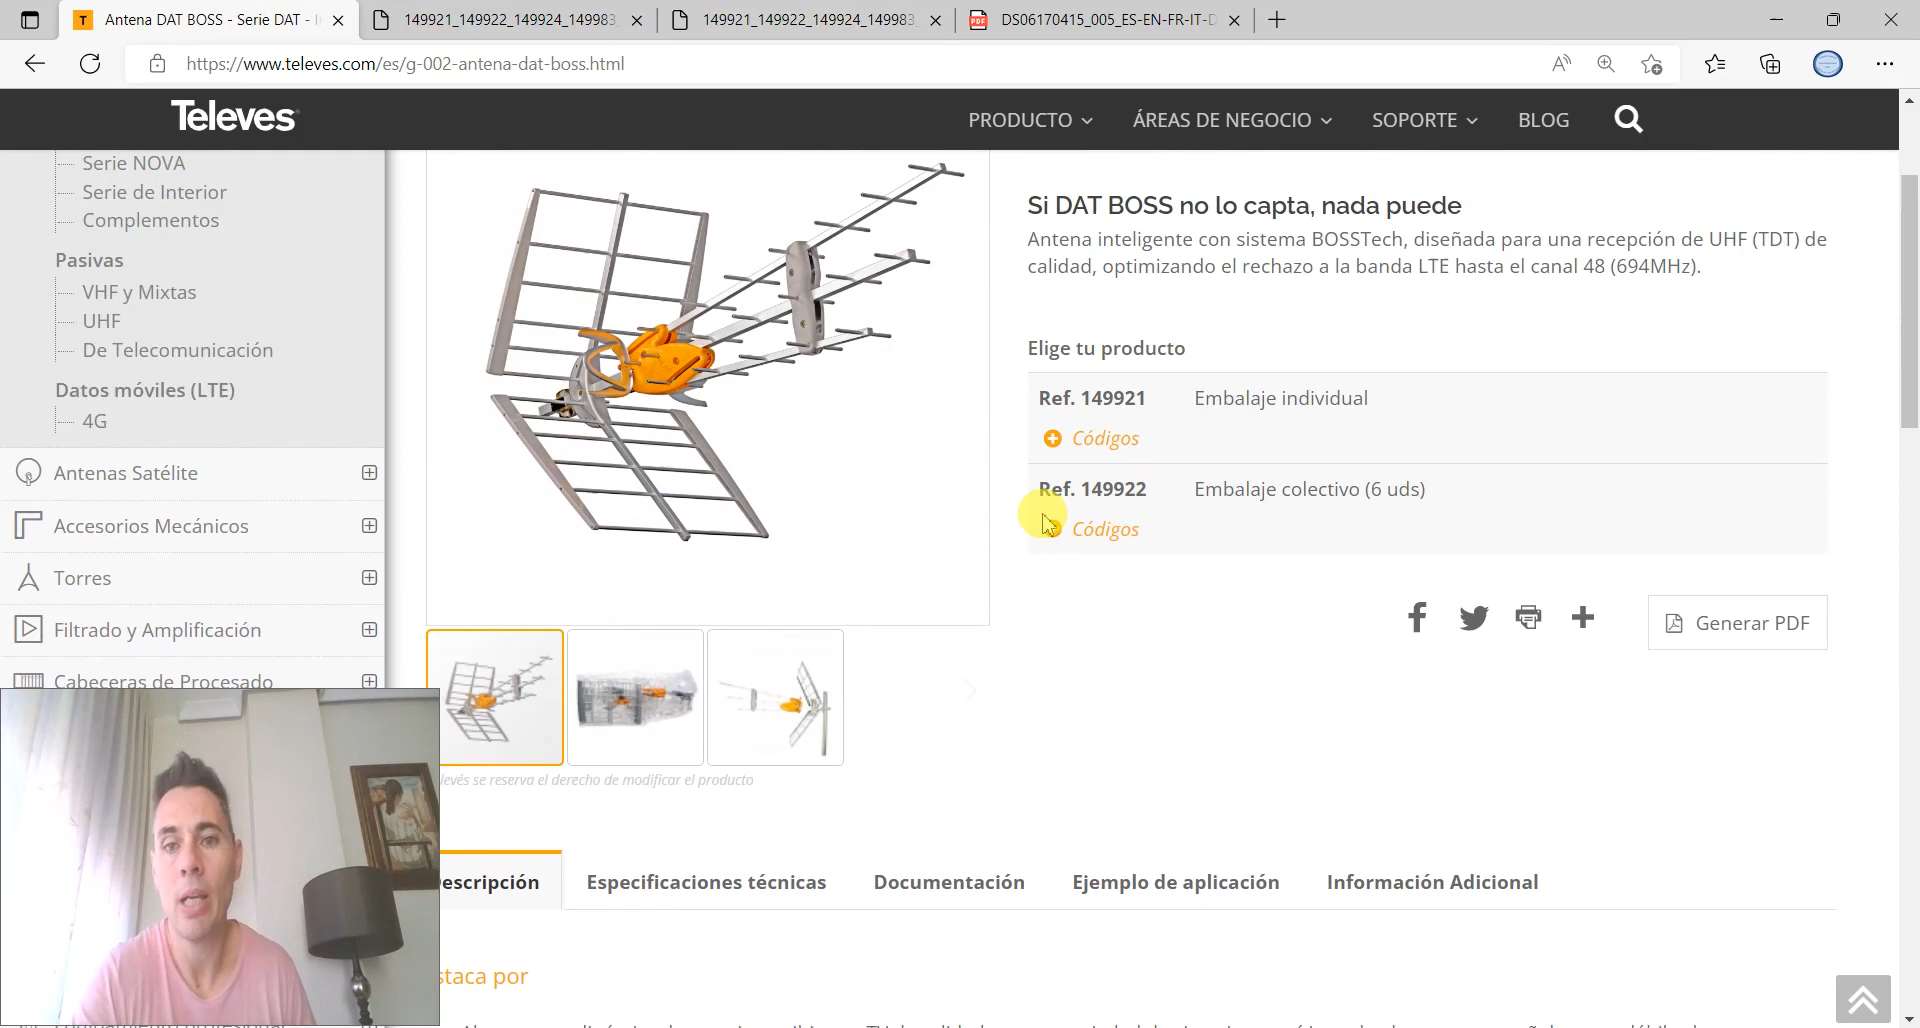 Antena DAT BOSS - Serie DAT -
149921_149922_149924_149983
149921_149922_149924_149983
DS06170415_005_ES-EN-FR-IT-D
https://www.televes.com/es/g-002-antena-dat-boss.html
Televes
PRODUCTO
ÁREAS DE NEGOCIO
SOPORTE
BLOG
Serie NOVA
Serie de Interior
Complementos
Pasivas
VHF y Mixtas
UHF
De Telecomunicación
Datos móviles (LTE)
4G
Antenas Satélite
Accesorios Mecánicos
Torres
Filtrado y Amplificación
Cabeceras de Procesado
Si DAT BOSS no lo capta, nada puede
Antena inteligente con sistema BOSSTech, diseñada para una recepción de UHF (TDT) de
calidad, optimizando el rechazo a la banda LTE hasta el canal 48 (694MHz).
Elige tu producto
Ref. 149921 Embalaje individual
Códigos
Ref. 149922 Embalaje colectivo (6 uds)
Códigos
Generar PDF
levés se reserva el derecho de modificar el producto
escripción
Especificaciones técnicas
Documentación
Ejemplo de aplicación
Información Adicional
staca por